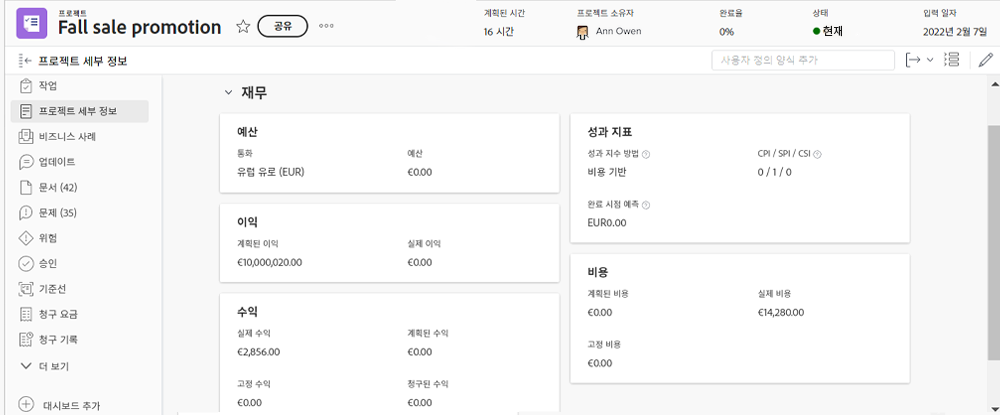 프로젝트
Fall sale promotion
공유
계획된 시간
16 시간
프로젝트 소유자
Ann Owen
완료율
0%
상태
현재
입력 일자
2022년 2월 7일
프로젝트 세부 정보
사용자 정의 양식 추가
작업
프로젝트 세부 정보
비즈니스 사례
업데이트
문서 (42)
문제 (35)
위험
승인
기준선
청구 요금
청구 기록
더 보기
대시보드 추가
재무
예산
통화
유럽 유로 (EUR)
예산
€0.00
이익
계획된 이익
€10,000,020.00
실제 이익
€0.00
수익
실제 수익
€2,856.00
계획된 수익
€0.00
고정 수익
€0.00
청구된 수익
€0.00
성과 지표
성과 지수 방법
비용 기반
CPI / SPI / CSI
0 / 1 / 0
완료 시점 예측
EUR0.00
비용
계획된 비용
€0.00
실제 비용
€14,280.00
고정 비용
€0.00